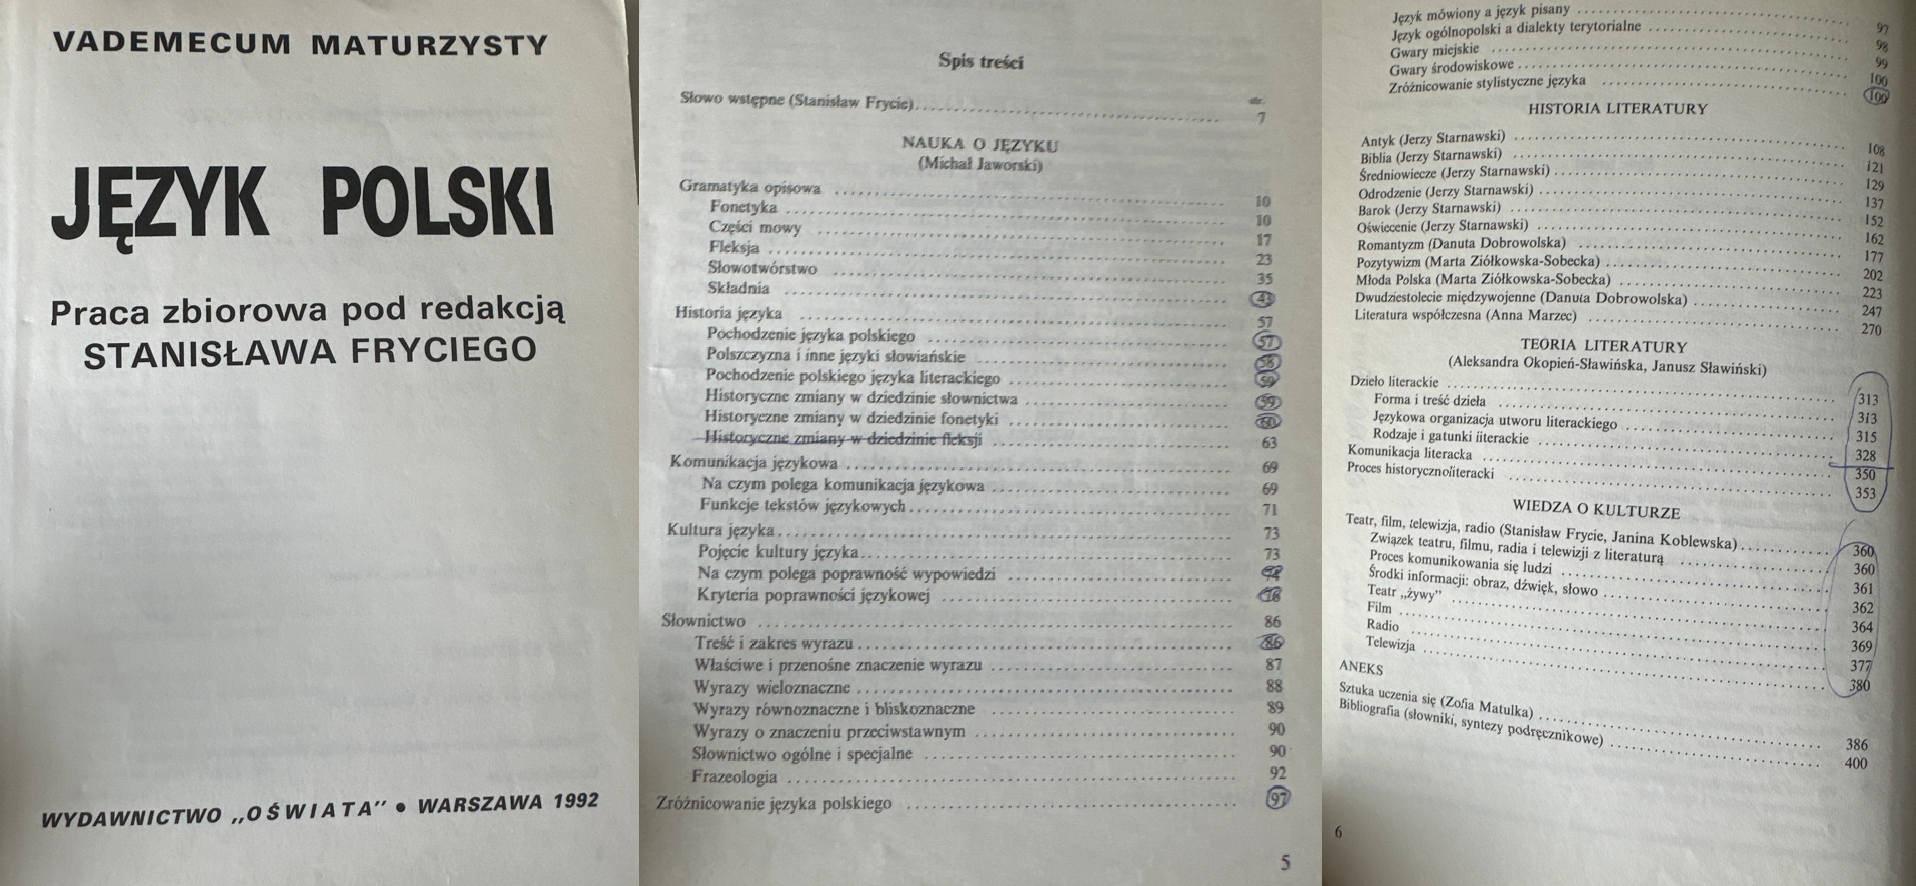 VADEMECUM MATURZYSTY
JĘZYK POLSKI
Praca zbiorowa pod redakcją
STANISŁAWA FRYCIEGO
WYDAWNICTWO „OŚWIATA” • WARSZAWA 1992
Spis treści
str.
Słowo wstępne (Stanisław Frycie) 7
NAUKA O JĘZYKU
(Michał Jaworski)
Gramatyka opisowa 10
Fonetyka 10
Części mowy 17
Fleksja 23
Słowotwórstwo 35
Składnia 43
Historia języka 57
Pochodzenie języka polskiego 57
Polszczyzna i inne języki słowiańskie 58
Pochodzenie polskiego języka literackiego 59
Historyczne zmiany w dziedzinie słownictwa 59
Historyczne zmiany w dziedzinie fonetyki 60
Historyczne zmiany w dziedzinie fleksji 63
Komunikacja językowa 69
Na czym polega komunikacja językowa 69
Funkcje tekstów językowych 71
Kultura języka 73
Pojęcie kultury języka 73
Na czym polega poprawność wypowiedzi 74
Kryteria poprawności językowej
Słownictwo 86
Treść i zakres wyrazu 86
Właściwe i przenośne znaczenie wyrazu 87
Wyrazy wieloznaczne 88
Wyrazy równoznaczne i bliskoznaczne 89
Wyrazy o znaczeniu przeciwstawnym 90
Słownictwo ogólne i specjalne 90
Frazeologia 92
Zróżnicowanie języka polskiego 97
5
Język mówiony a język pisany 97
Język ogólnopolski a dialekty terytorialne 98
Gwary miejskie 99
Gwary środowiskowe 100
Zróżnicowanie stylistyczne języka 100
HISTORIA LITERATURY
Antyk (Jerzy Starnawski) 108
Biblia (Jerzy Starnawski) 121
Średniowiecze (Jerzy Starnawski) 129
Odrodzenie (Jerzy Starnawski) 137
Barok (Jerzy Starnawski) 152
Oświecenie (Jerzy Starnawski) 162
Romantyzm (Danuta Dobrowolska) 177
Pozytywizm (Marta Ziółkowska-Sobecka) 202
Młoda Polska (Marta Ziółkowska-Sobecka) 223
Dwudziestolecie międzywojenne (Danuta Dobrowolska) 247
Literatura współczesna (Anna Marzec) 270
TEORIA LITERATURY
(Aleksandra Okopień-Sławińska, Janusz Sławiński)
Dzieło literackie 313
Forma i treść dzieła 313
Językowa organizacja utworu literackiego 315
Rodzaje i gatunki literackie 328
Komunikacja literacka 350
Proces historycznoliteracki 353
WIEDZA O KULTURZE
Teatr, film, telewizja, radio (Stanisław Frycie, Janina Koblewska) 360
Związek teatru, filmu, radia i telewizji z literaturą 360
Proces komunikowania się ludzi 361
Środki informacji: obraz, dźwięk, słowo 362
Teatr „żywy” 364
Film 369
Radio 377
Telewizja 380
ANEKS
Sztuka uczenia się (Zofia Matulka) 386
Bibliografia (słowniki, syntezy podręcznikowe) 400
6